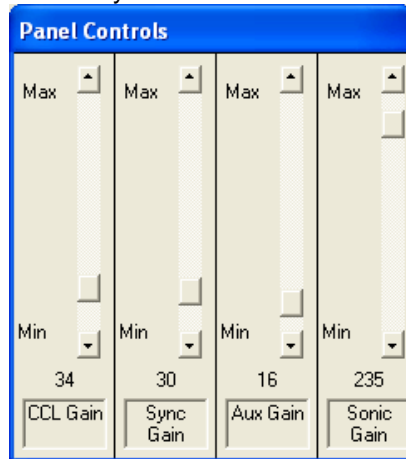 Panel Controls
Max Max Max Max
Min Min Min Min
34 30 16 235
CCL Gain Sync Gain Aux Gain Sonic Gain